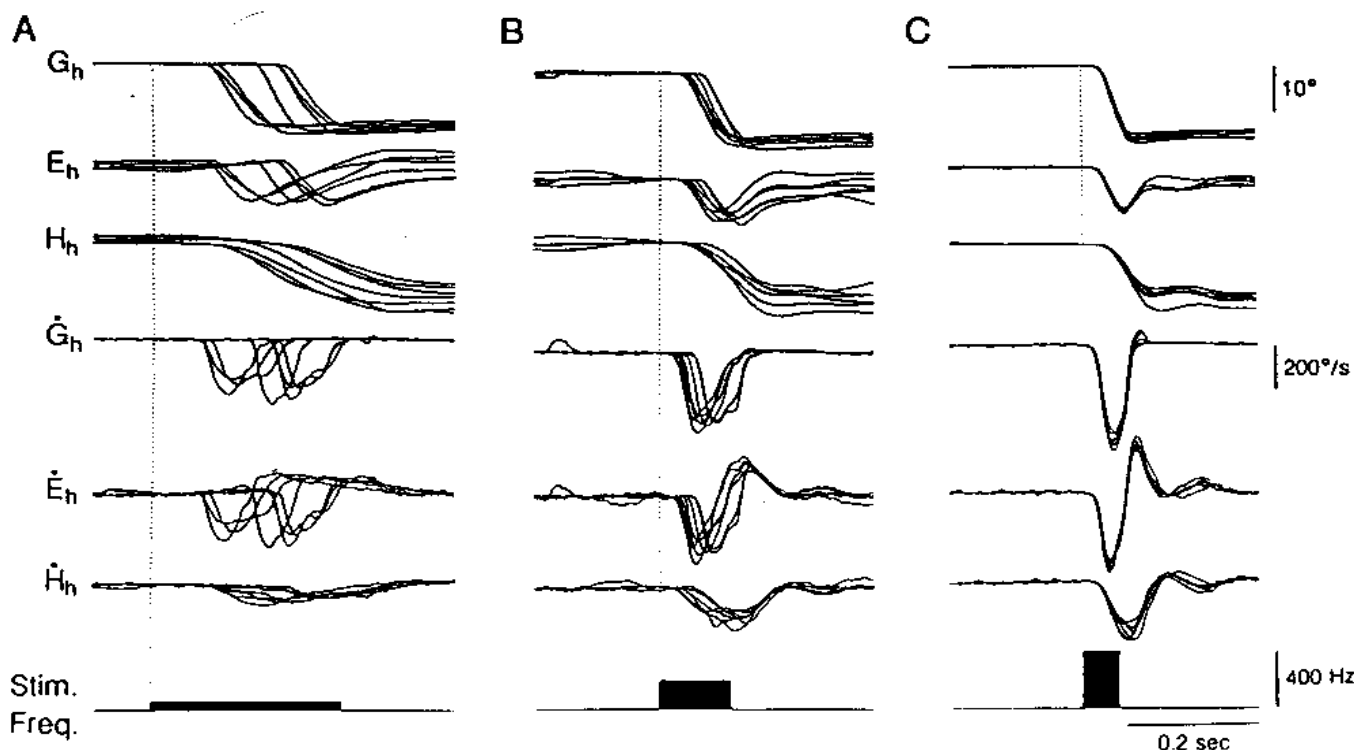 A
B
C
Gh
10°
Eh
Hh
Ġh
200°/s
Ėh
Ḣh
Stim.
Freq.
400 Hz
0.2 sec